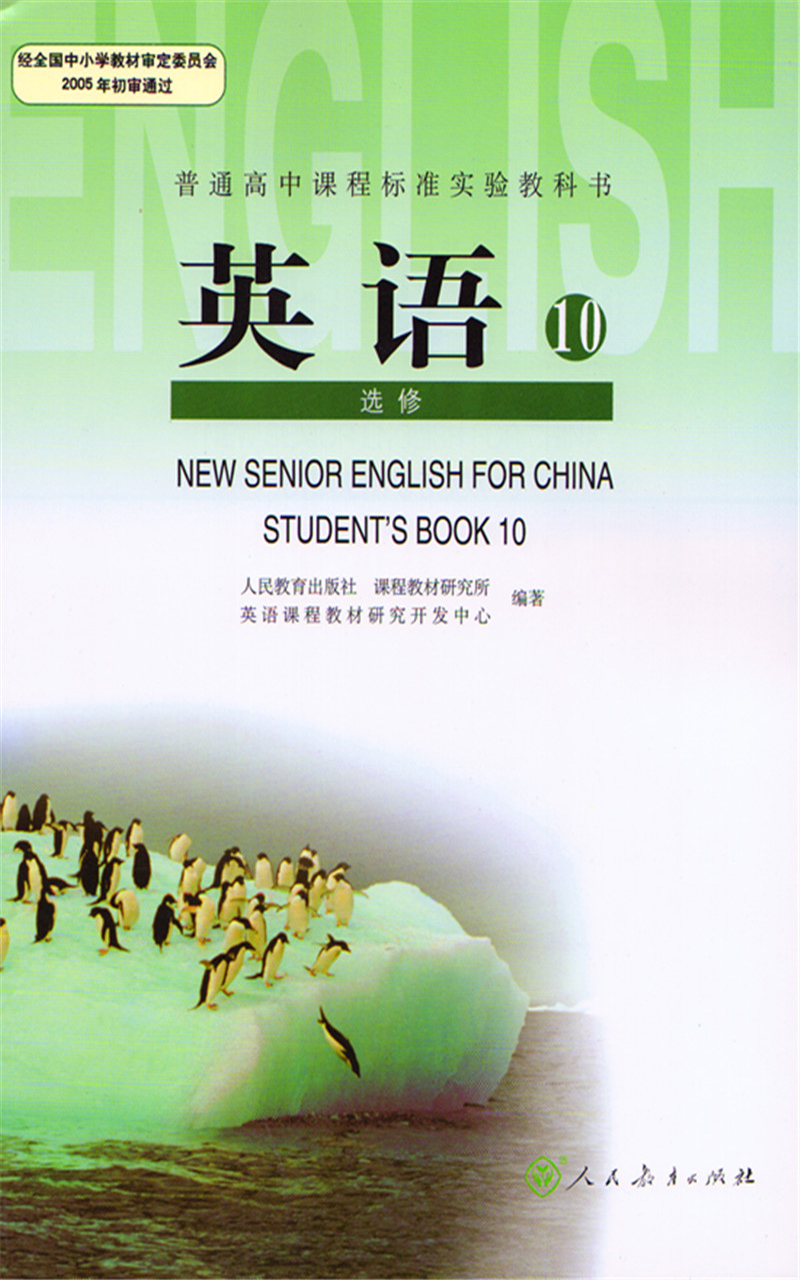 ENGLISH
经全国中小学教材审定委员会
2005年初审通过
普通高中课程标准实验教科书
英语 10
选修
NEW SENIOR ENGLISH FOR CHINA
STUDENT'S BOOK 10
人民教育出版社 课程教材研究所
英语课程教材研究开发中心 编著
人民教育出版社